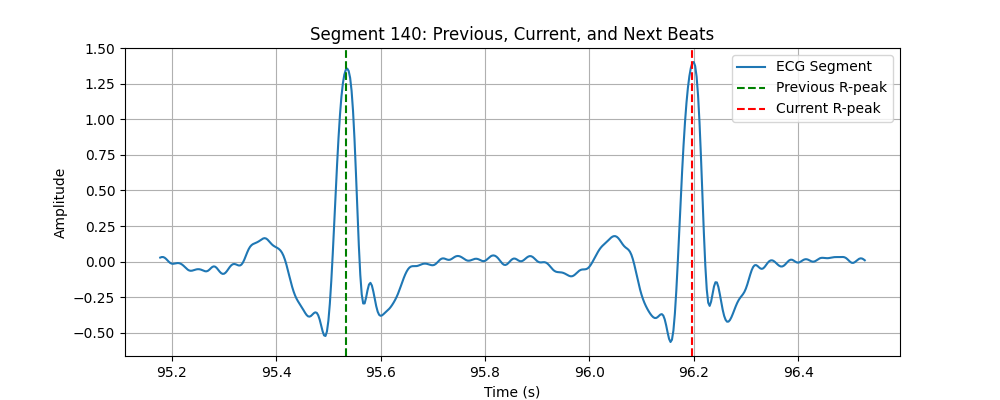 Segment 140: Previous, Current, and Next Beats
1.50
1.25
1.00
0.75
0.50
0.25
0.00
−0.25
−0.50
Amplitude
ECG Segment
Previous R-peak
Current R-peak
95.2 95.4 95.6 95.8 96.0 96.2 96.4
Time (s)